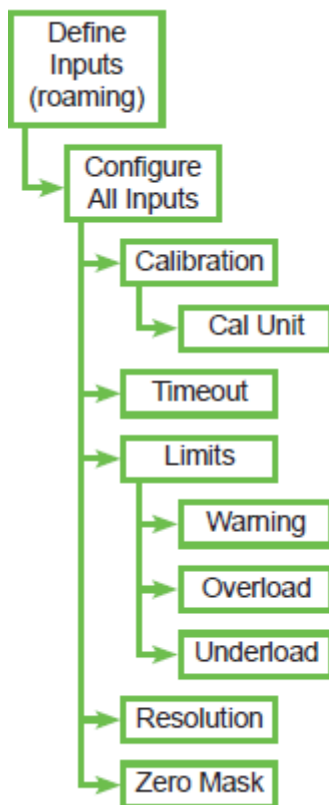 Define
Inputs
(roaming)
Configure
All Inputs
Calibration
Cal Unit
Timeout
Limits
Warning
Overload
Underload
Resolution
Zero Mask